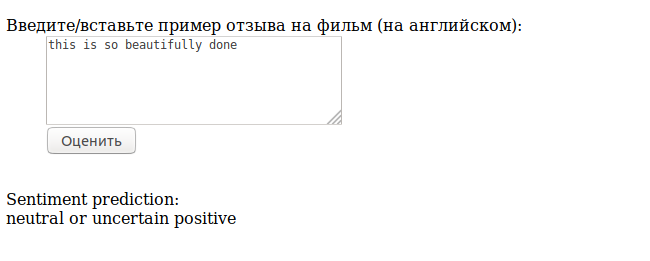 Введите/вставьте пример отзыва на фильм (на английском):
this is so beautifully done
Оценить
Sentiment prediction:
neutral or uncertain positive